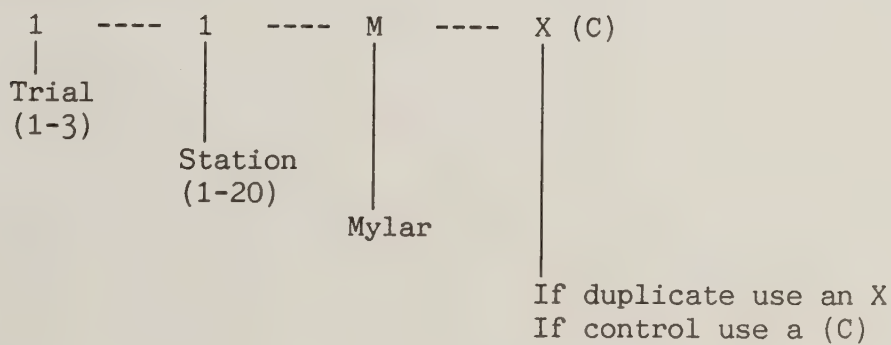 1 ---- 1 ---- M ---- X (C)
Trial
(1-3)
Station
(1-20)
Mylar
If duplicate use an X
If control use a (C)